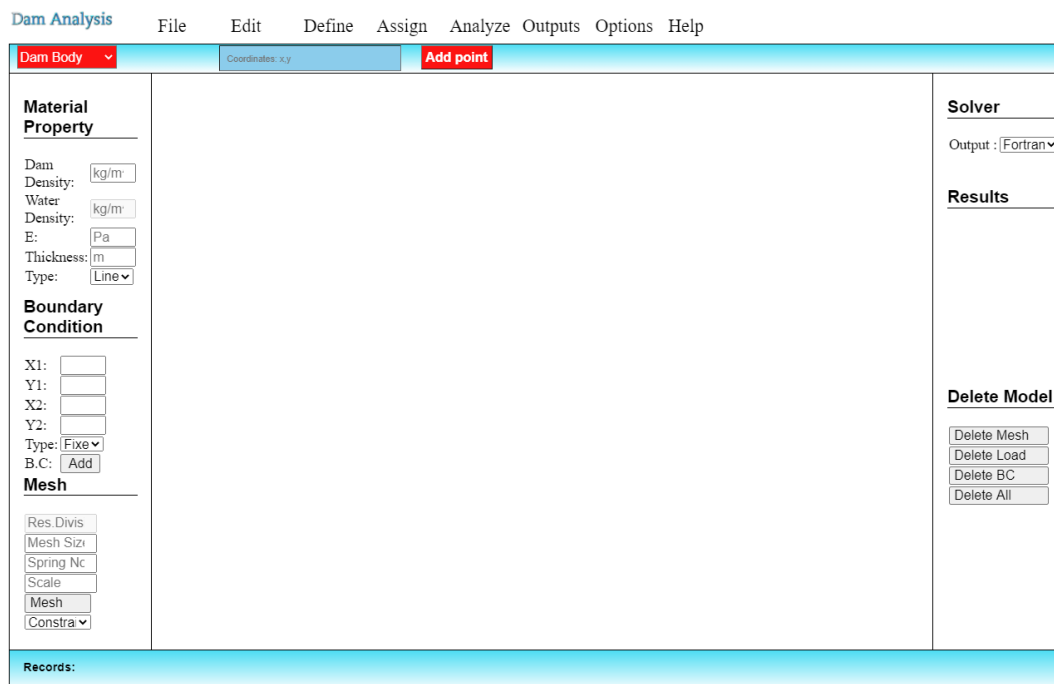 Dam Analysis
File Edit Define Assign Analyze Outputs Options Help
Dam Body
Coordinates: x,y
Add point
Material
Property
Dam
Density:
kg/m
Water
Density:
kg/m
E:
Pa
Thickness:
m
Type:
Line
Boundary
Condition
X1:
Y1:
X2:
Y2:
Type:
Fixe
B.C:
Add
Mesh
Res.Divis
Mesh Size
Spring No
Scale
Mesh
Constra
Solver
Output :
Fortran
Results
Delete Model
Delete Mesh
Delete Load
Delete BC
Delete All
Records: